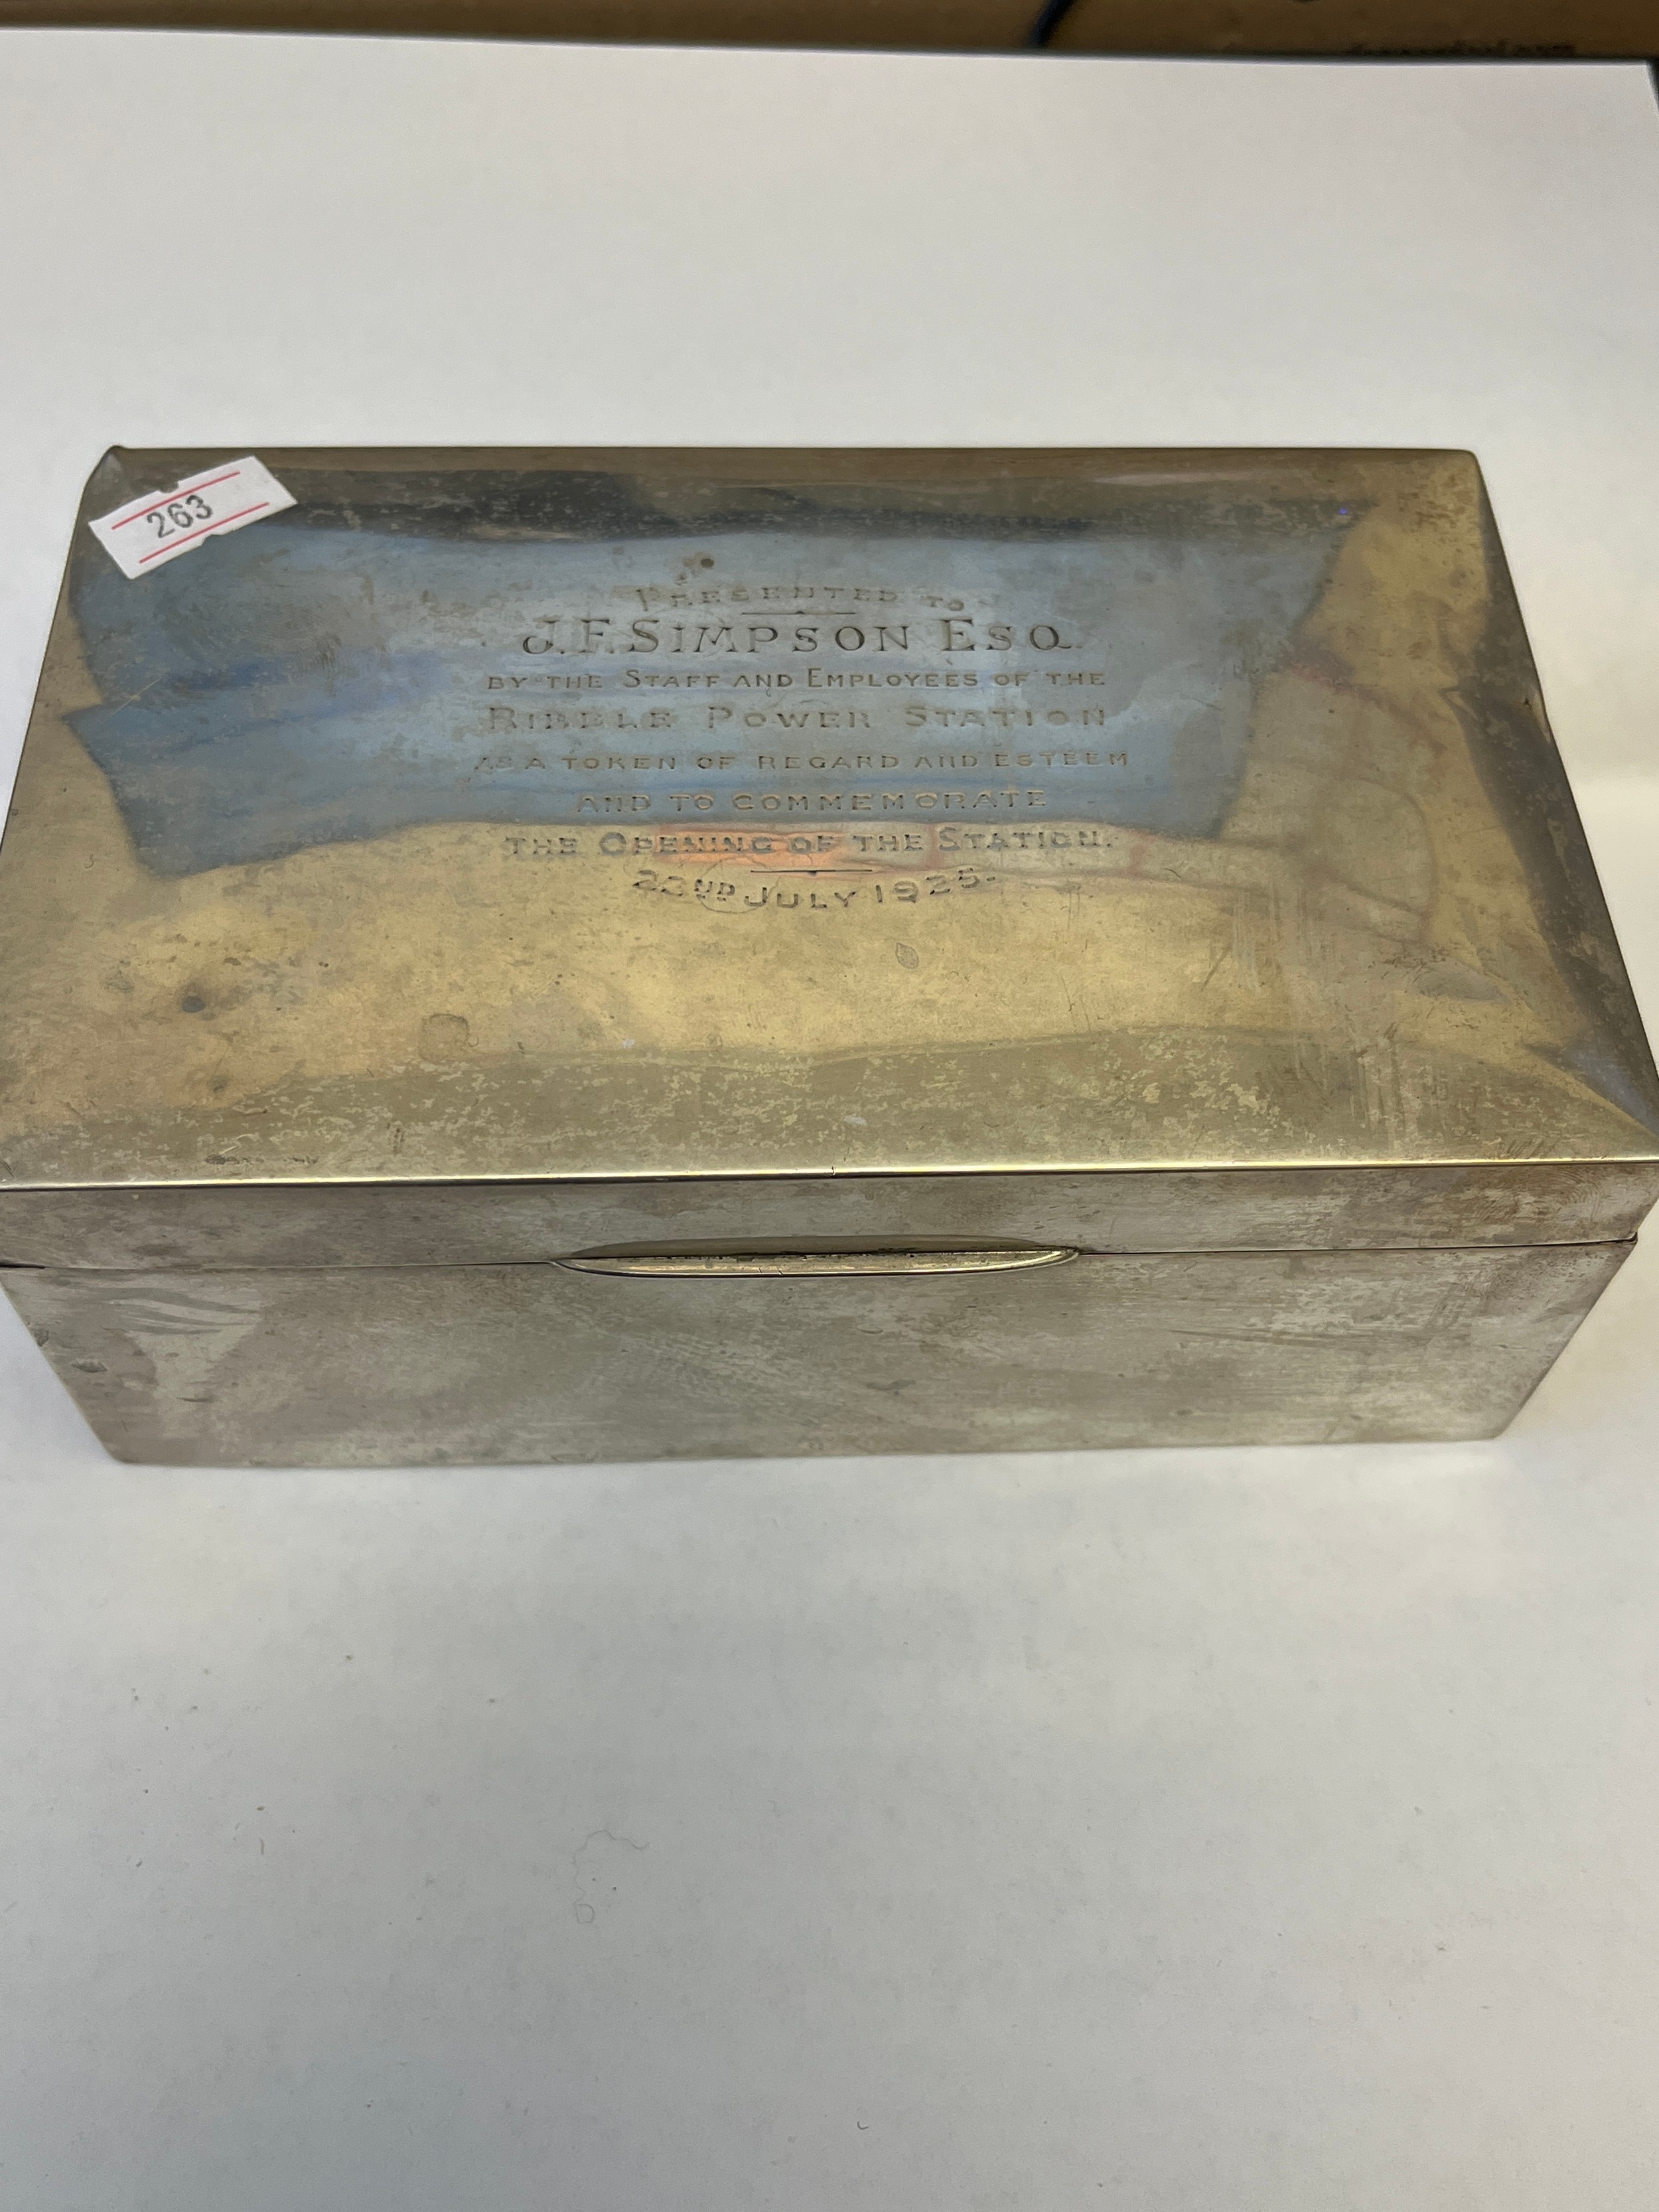 263
PRESENTED TO
J.F. SIMPSON ESQ.
BY THE STAFF AND EMPLOYEES OF THE
RIBBLE POWER STATION
AS A TOKEN OF REGARD AND ESTEEM
AND TO COMMEMORATE
THE OPENING OF THE STATION.
22ND JULY 1925.